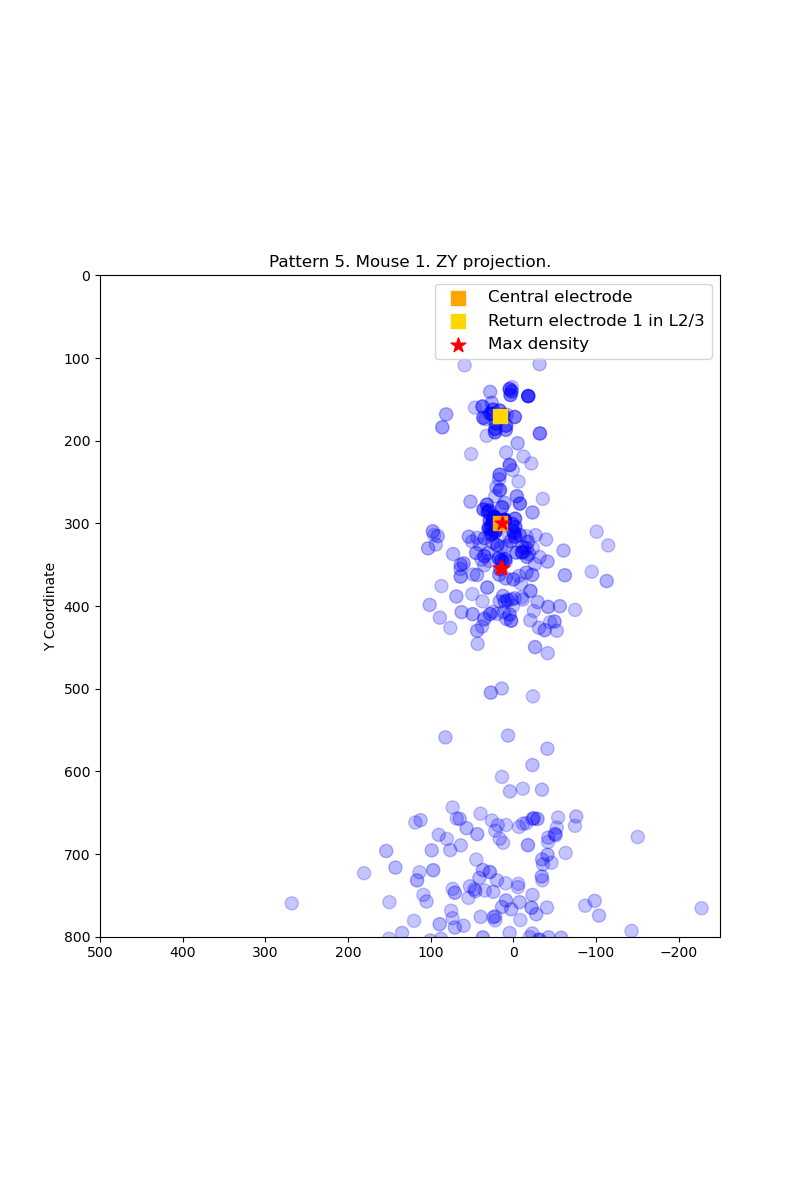 Pattern 5. Mouse 1. ZY projection.
Central electrode
Return electrode 1 in L2/3
Max density
Y Coordinate
0
100
200
300
400
500
600
700
800
500 400 300 200 100 0 −100 −200